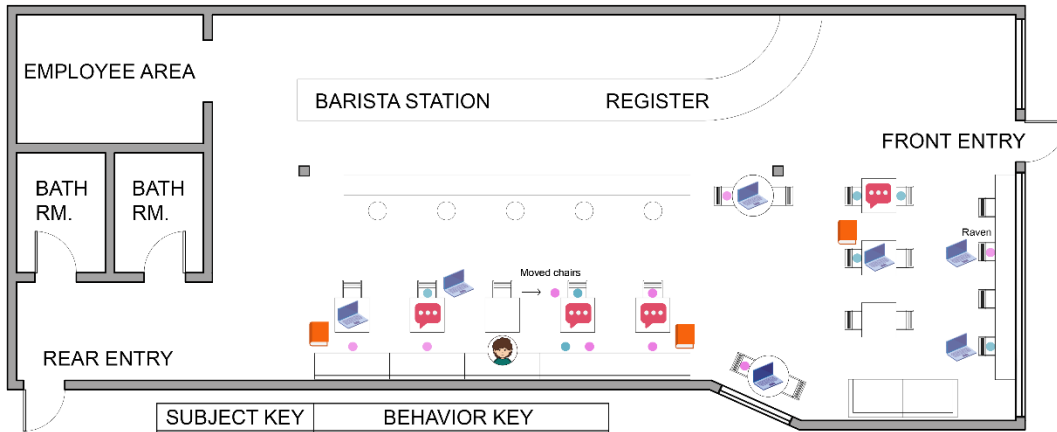 EMPLOYEE AREA
BARISTA STATION
REGISTER
FRONT ENTRY
BATH
RM.
BATH
RM.
Raven
Moved chairs
REAR ENTRY
SUBJECT KEY
BEHAVIOR KEY